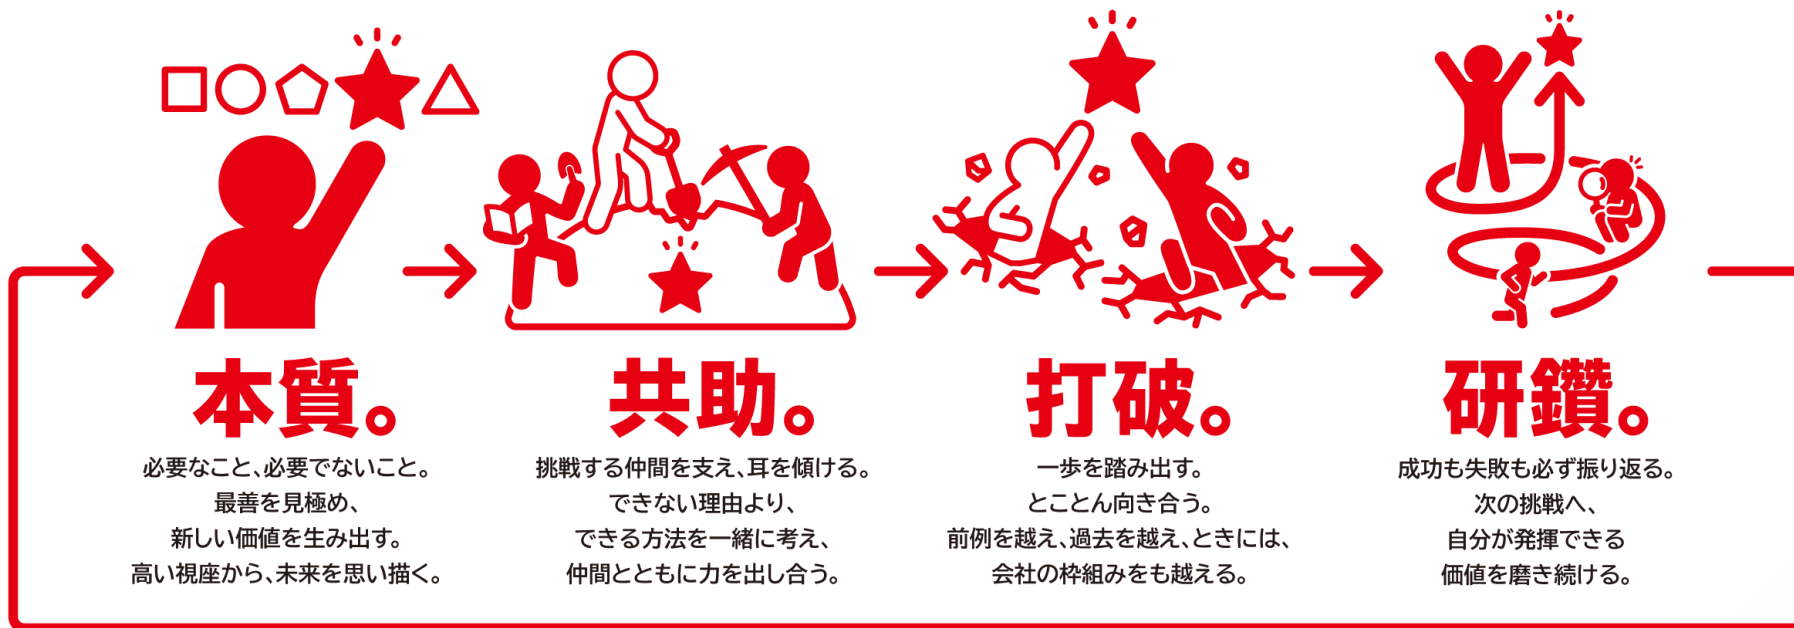 本質。
必要なこと、必要でないこと。
最善を見極め、
新しい価値を生み出す。
高い視座から、未来を思い描く。
共助。
挑戦する仲間を支え、耳を傾ける。
できない理由より、
できる方法を一緒に考え、
仲間とともに力を出し合う。
打破。
一歩を踏み出す。
とことん向き合う。
前例を越え、過去を越え、ときには、
会社の枠組みをも越える。
研鑽。
成功も失敗も必ず振り返る。
次の挑戦へ、
自分が発揮できる
価値を磨き続ける。